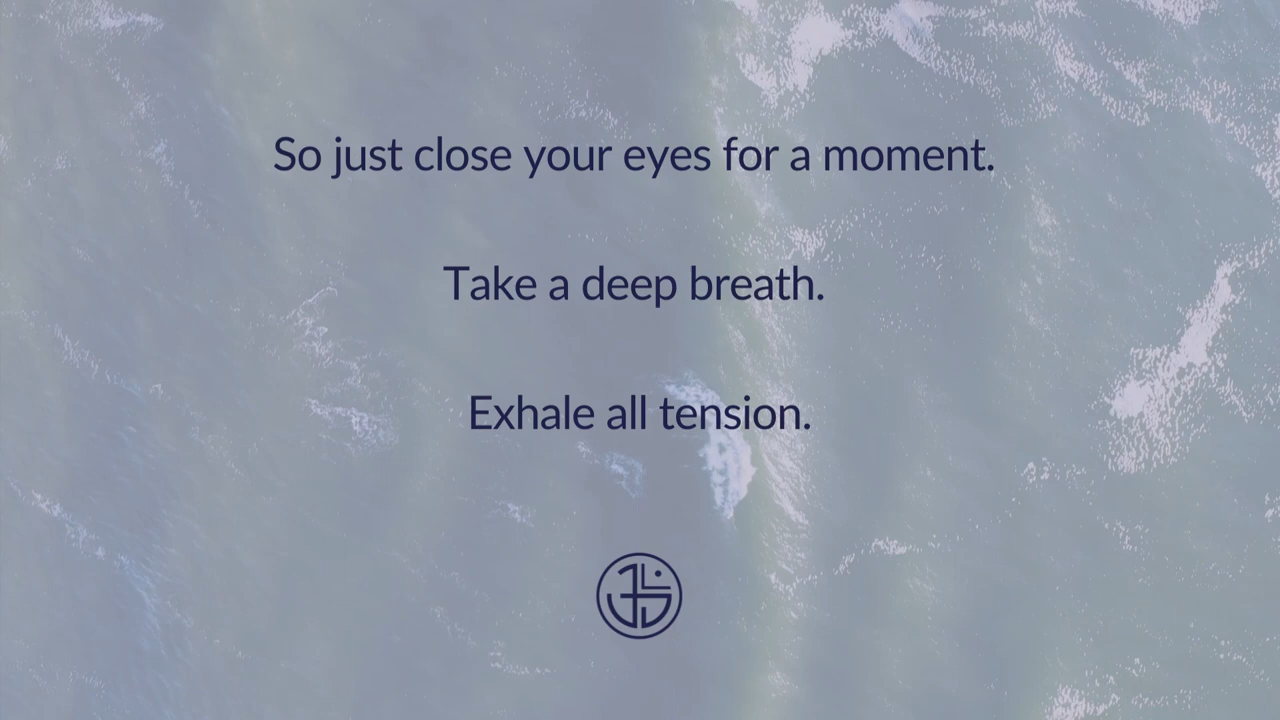 So just close your eyes for a moment.
Take a deep breath.
Exhale all tension.